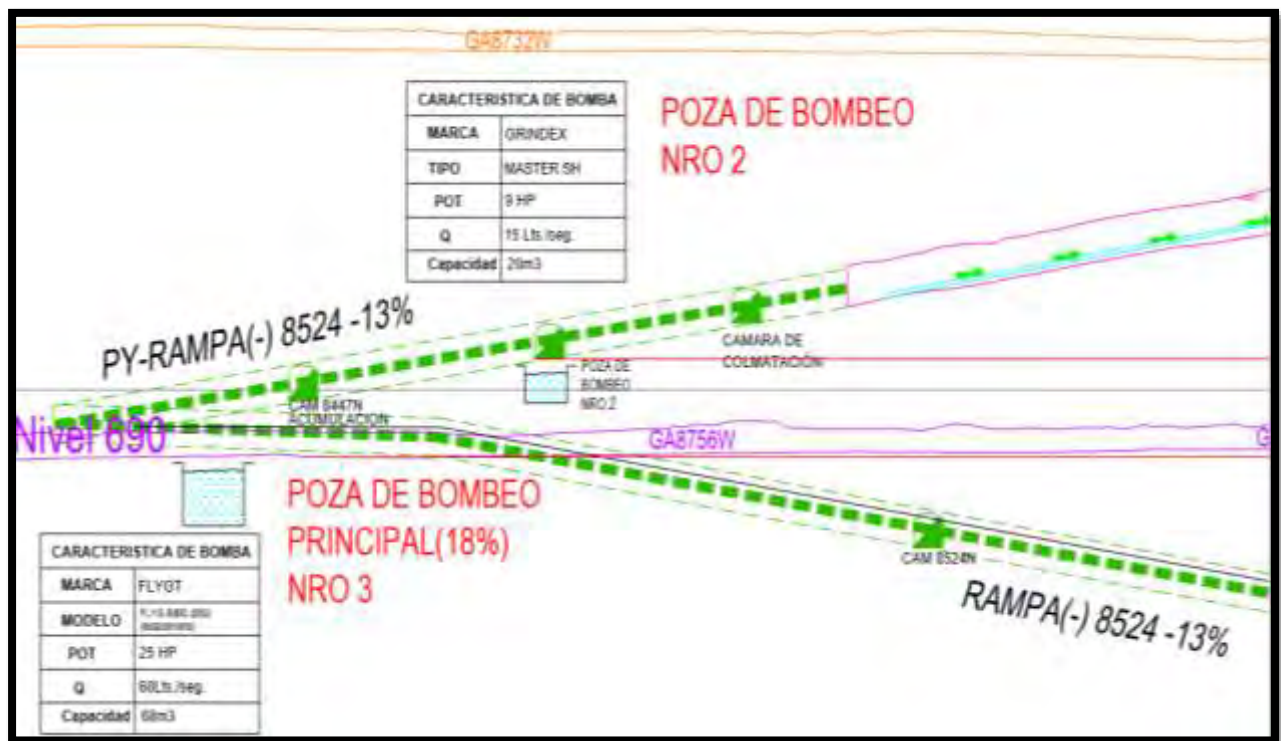 GA8732W
CARACTERISTICA DE BOMBA
MARCA GRINDEX
TIPO MASTER SH
POT 9 HP
Q 15 Lts./seg.
Capacidad 20m3
POZA DE BOMBEO
NRO 2
PY-RAMPA(-) 8524 -13%
CAMARA DE
COLMATACIÓN
POZA DE
BOMBEO
NRO 2
CAM 8447N
ACUMULACION
Nivel 690
GA8756W
G
POZA DE BOMBEO
PRINCIPAL(18%)
NRO 3
CAM 8524N
RAMPA(-) 8524 -13%
CARACTERISTICA DE BOMBA
MARCA FLYGT
MODELO
POT 25 HP
Q 60Lts./seg.
Capacidad 68m3